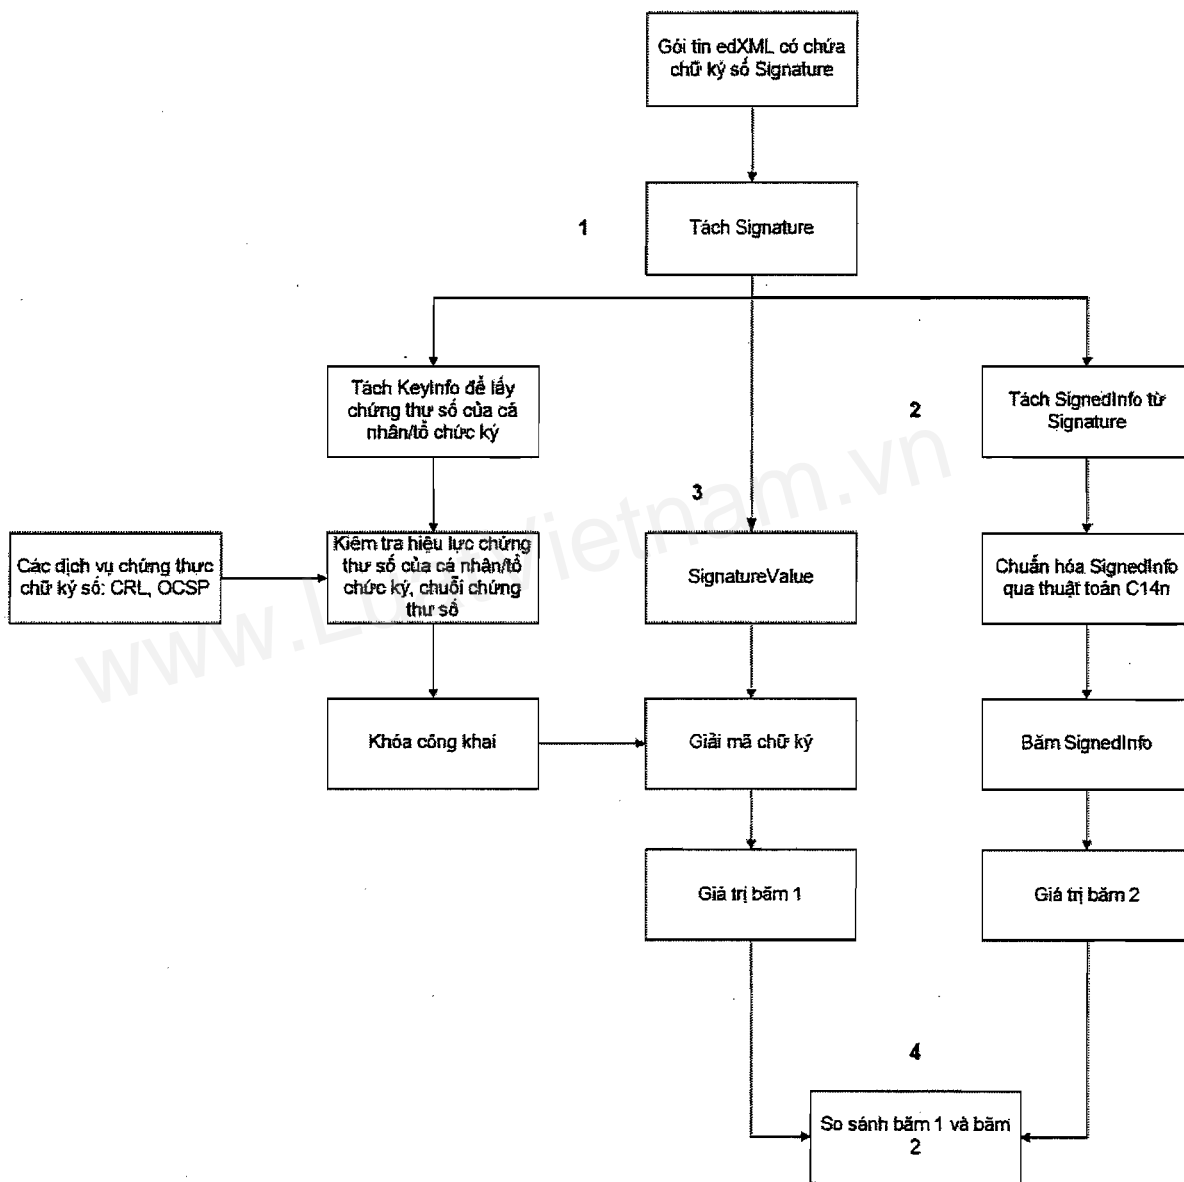 Gói tin edXML có chứa
chữ ký số Signature
1
Tách Signature
Tách KeyInfo để lấy
chứng thư số của cá
nhân/tổ chức ký
2
Tách SignedInfo từ
Signature
3
Các dịch vụ chứng thực
chữ ký số: CRL, OCSP
Kiểm tra hiệu lực chứng
thư số của cá nhân/tổ
chức ký, chuỗi chứng
thư số
SignatureValue
Chuẩn hóa SignedInfo
qua thuật toán C14n
Khóa công khai
Giải mã chữ ký
Băm SignedInfo
Giá trị băm 1
Giá trị băm 2
4
So sánh băm 1 và băm
2
www.LuatVietnam.vn